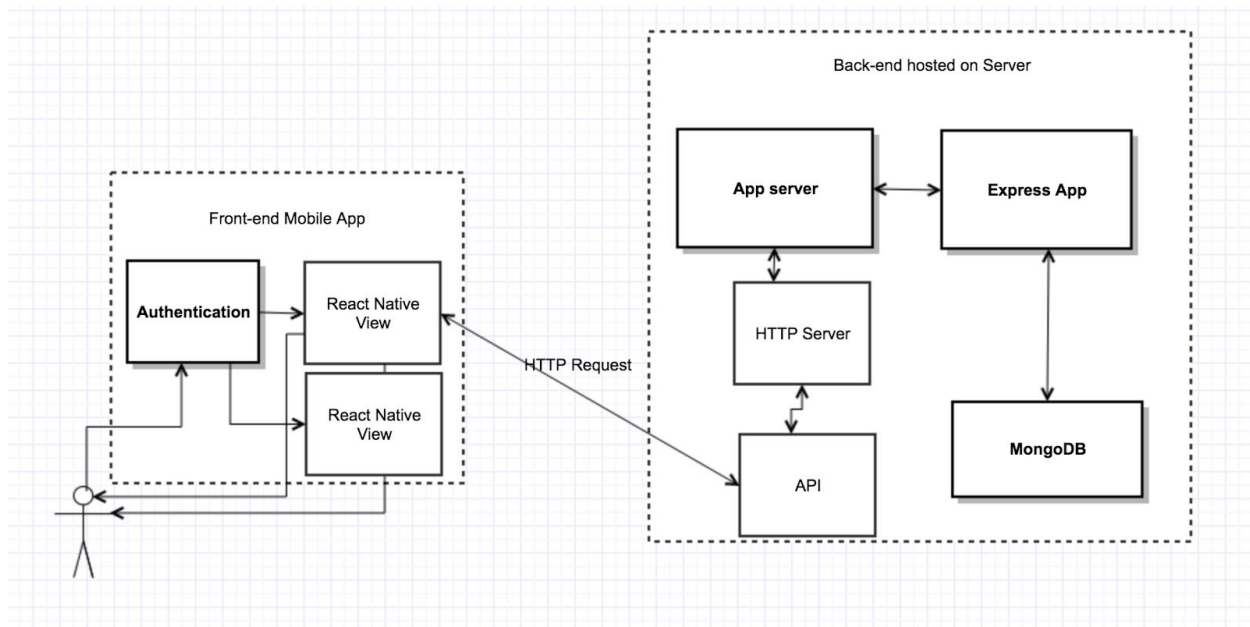 Back-end hosted on Server
App server
Express App
Front-end Mobile App
Authentication
React Native
View
HTTP Server
HTTP Request
React Native
View
MongoDB
API